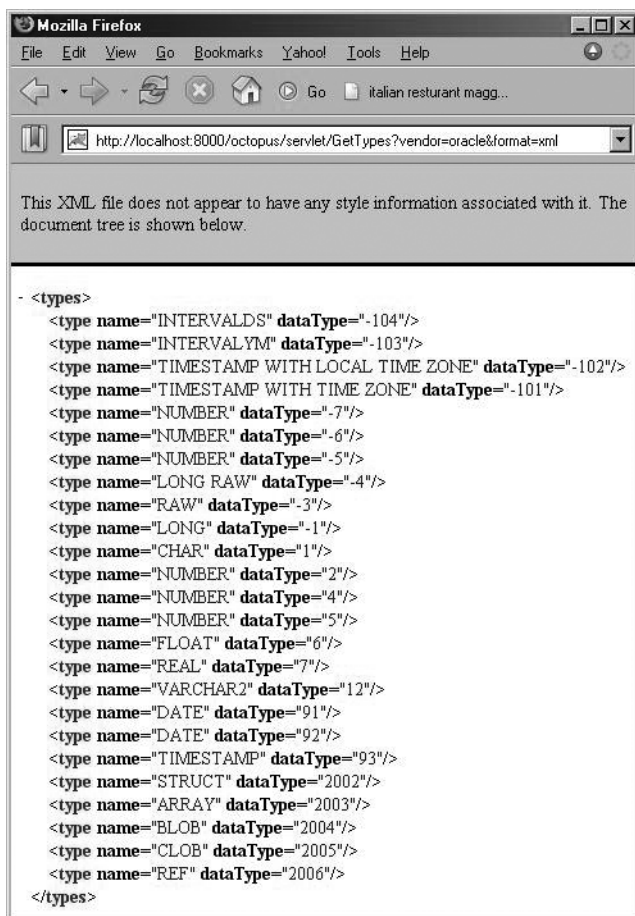 Mozilla Firefox
File Edit View Go Bookmarks Yahoo! Tools Help
Go italian resturant magg...
http://localhost:8000/octopus/servlet/GetTypes?vendor=oracle&format=xml
This XML file does not appear to have any style information associated with it. The
document tree is shown below.
- <types>
<type name="INTERVALDS" dataType="-104"/>
<type name="INTERVALYM" dataType="-103"/>
<type name="TIMESTAMP WITH LOCAL TIME ZONE" dataType="-102"/>
<type name="TIMESTAMP WITH TIME ZONE" dataType="-101"/>
<type name="NUMBER" dataType="-7"/>
<type name="NUMBER" dataType="-6"/>
<type name="NUMBER" dataType="-5"/>
<type name="LONG RAW" dataType="-4"/>
<type name="RAW" dataType="-3"/>
<type name="LONG" dataType="-1"/>
<type name="CHAR" dataType="1"/>
<type name="NUMBER" dataType="2"/>
<type name="NUMBER" dataType="4"/>
<type name="NUMBER" dataType="5"/>
<type name="FLOAT" dataType="6"/>
<type name="REAL" dataType="7"/>
<type name="VARCHAR2" dataType="12"/>
<type name="DATE" dataType="91"/>
<type name="DATE" dataType="92"/>
<type name="TIMESTAMP" dataType="93"/>
<type name="STRUCT" dataType="2002"/>
<type name="ARRAY" dataType="2003"/>
<type name="BLOB" dataType="2004"/>
<type name="CLOB" dataType="2005"/>
<type name="REF" dataType="2006"/>
</types>